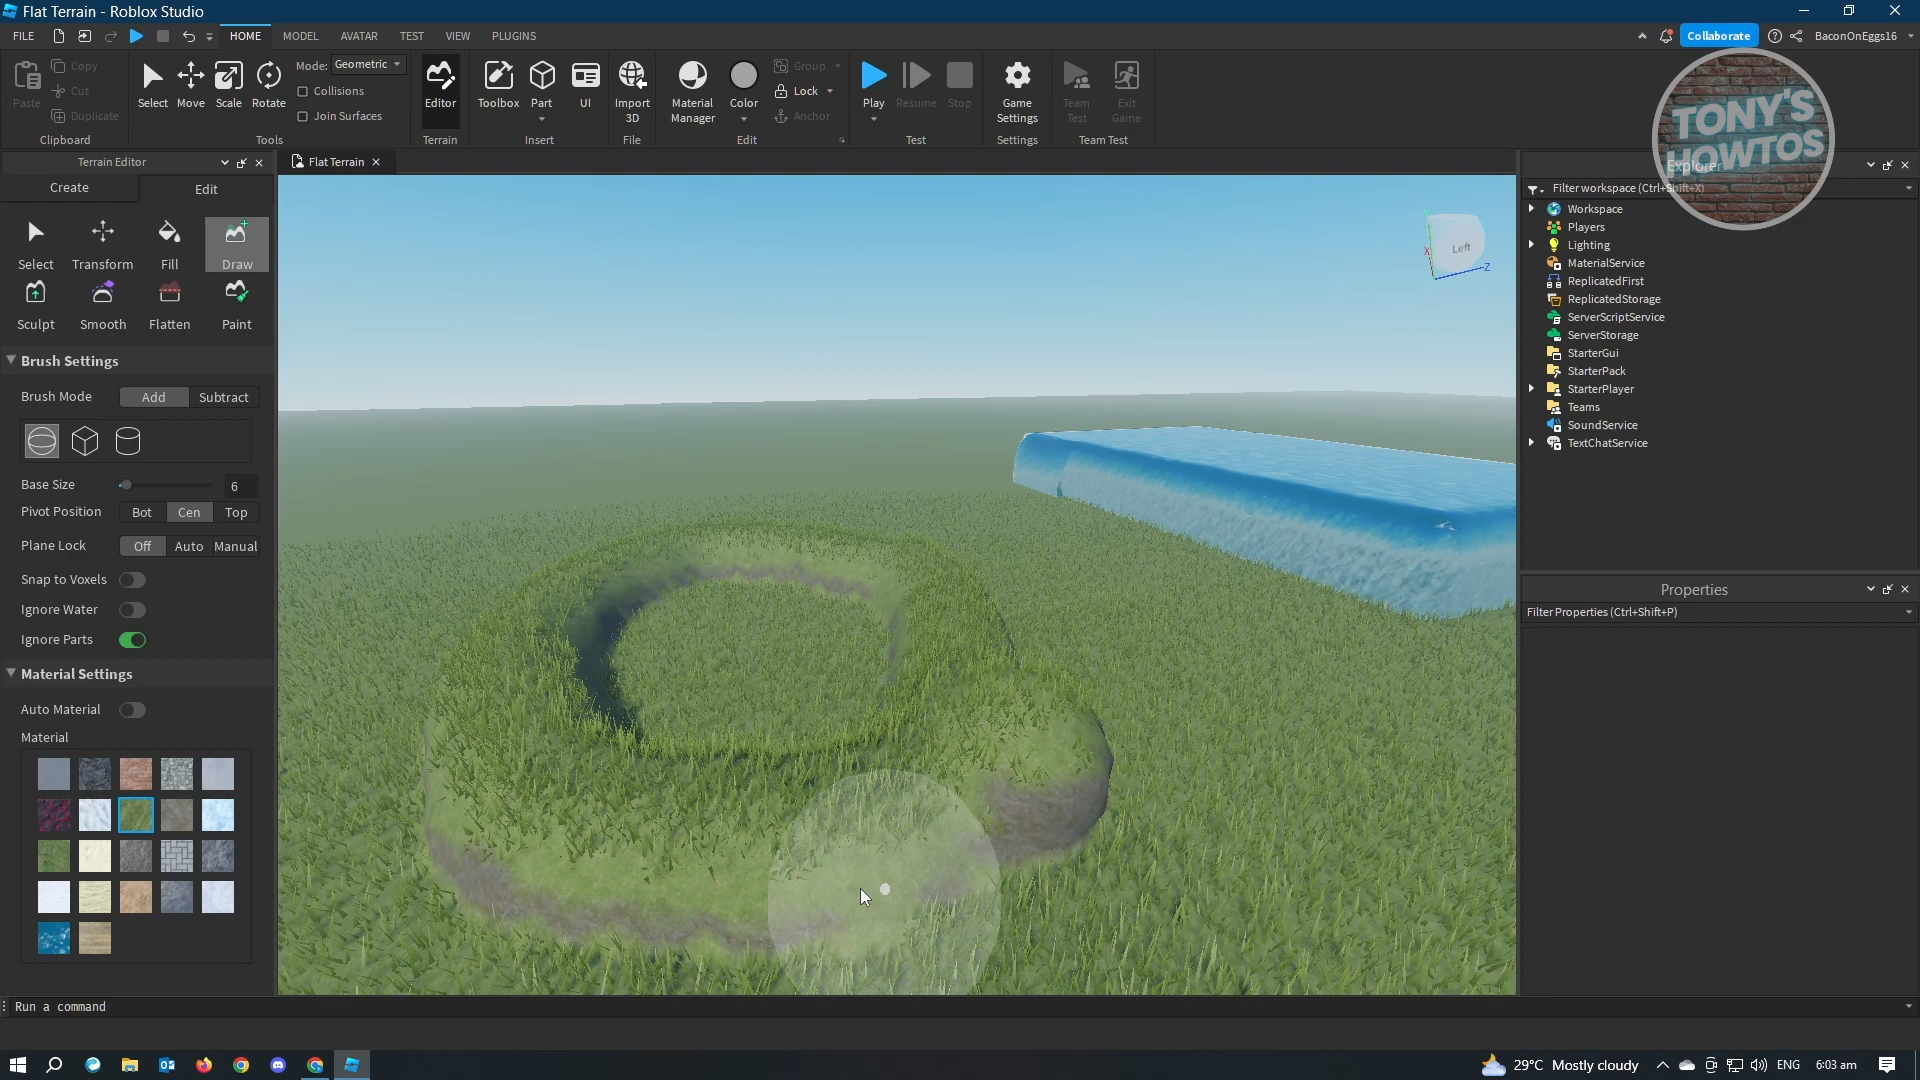 Flat Terrain - Roblox Studio
FILE HOME MODEL AVATAR TEST VIEW PLUGINS
Collaborate BaconOnEggs16
Paste Copy Cut Duplicate
Clipboard
Select Move Scale Rotate
Mode: Geometric
Collisions
Join Surfaces
Tools
Editor
Terrain
Toolbox Part UI
Insert
Import 3D
File
Material Manager Color
Group
Lock
Anchor
Edit
Play Resume Stop
Test
Game Settings
Settings
Team Test Exit Game
Team Test
TONY'S
HOWTOS
Terrain Editor
Create Edit
Select Transform Fill Draw
Sculpt Smooth Flatten Paint
Brush Settings
Brush Mode Add Subtract
Base Size 6
Pivot Position Bot Cen Top
Plane Lock Off Auto Manual
Snap to Voxels
Ignore Water
Ignore Parts
Material Settings
Auto Material
Material
Flat Terrain
Left
X
Z
Explorer
Filter workspace (Ctrl+Shift+X)
Workspace
Players
Lighting
MaterialService
ReplicatedFirst
ReplicatedStorage
ServerScriptService
ServerStorage
StarterGui
StarterPack
StarterPlayer
Teams
SoundService
TextChatService
Properties
Filter Properties (Ctrl+Shift+P)
Run a command
29°C Mostly cloudy ENG 6:03 am